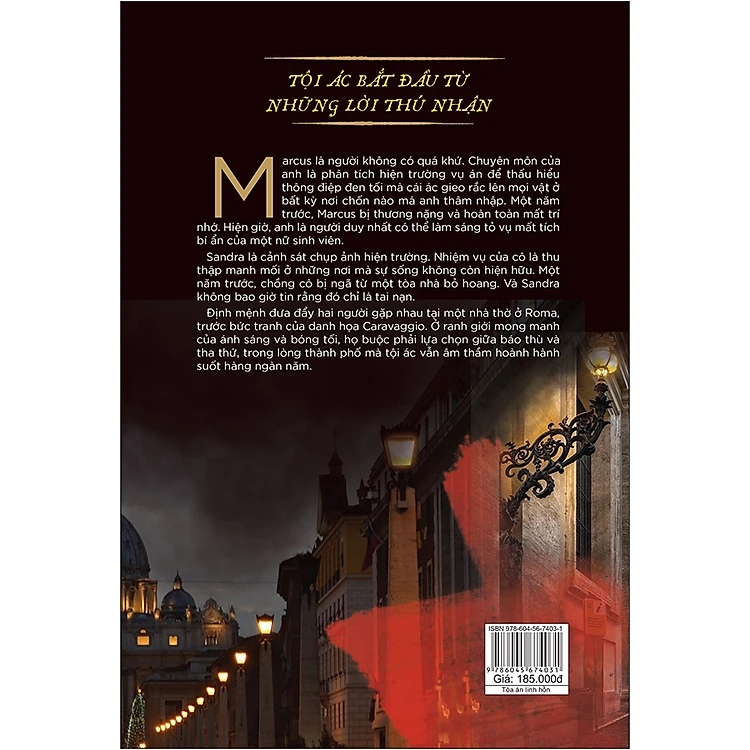 TỘI ÁC BẮT ĐẦU TỪ
NHỮNG LỜI THÚ NHẬN
Marcus là người không có quá khứ. Chuyên môn của
anh là phân tích hiện trường vụ án để thấu hiểu
thông điệp đen tối mà cái ác gieo rắc lên mọi vật ở
bất kỳ nơi chốn nào mà anh thâm nhập. Một năm
trước, Marcus bị thương nặng và hoàn toàn mất trí
nhớ. Hiện giờ, anh là người duy nhất có thể làm sáng tỏ vụ mất tích
bí ẩn của một nữ sinh viên.
Sandra là cảnh sát chụp ảnh hiện trường. Nhiệm vụ của cô là thu
thập manh mối ở những nơi mà sự sống không còn hiện hữu. Một
năm trước, chồng cô bị ngã từ một tòa nhà bỏ hoang. Và Sandra
không bao giờ tin rằng đó chỉ là tai nạn.
Định mệnh đưa đẩy hai người gặp nhau tại một nhà thờ ở Roma,
trước bức tranh của danh họa Caravaggio. Ở ranh giới mong manh
của ánh sáng và bóng tối, họ buộc phải lựa chọn giữa báo thù và
tha thứ, trong lòng thành phố mà tội ác vẫn âm thầm hoành hành
suốt hàng ngàn năm.
ISBN 978-604-56-7403-1
9 786045 674031
Giá: 185.000đ
Tòa án linh hồn